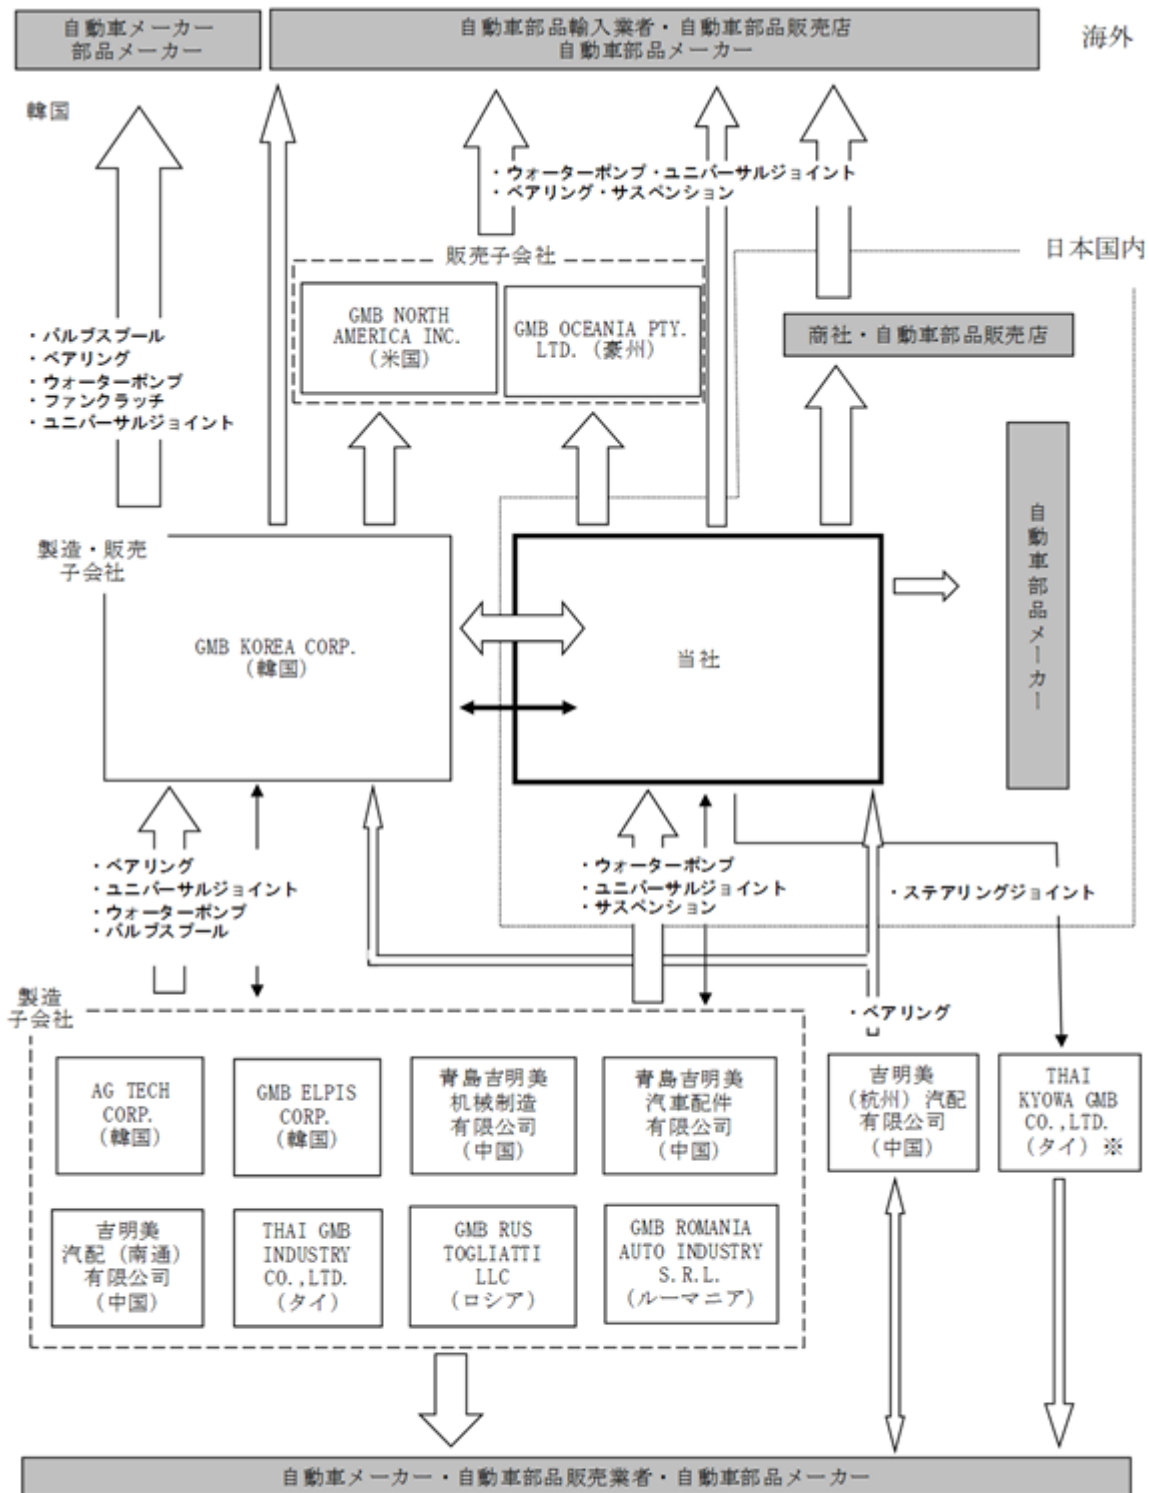 自動車メーカー
部品メーカー
自動車部品輸入業者・自動車部品販売店
自動車部品メーカー
海外
韓国
・ウォーターポンプ・ユニバーサルジョイント
・ベアリング・サスペンション
日本国内
販売子会社
GMB NORTH
AMERICA INC.
(米国)
GMB OCEANIA PTY.
LTD. (豪州)
商社・自動車部品販売店
・バルブスプール
・ベアリング
・ウォーターポンプ
・ファンクラッチ
・ユニバーサルジョイント
自動車部品メーカー
製造・販売
子会社
GMB KOREA CORP.
(韓国)
当社
・ベアリング
・ユニバーサルジョイント
・ウォーターポンプ
・バルブスプール
・ウォーターポンプ
・ユニバーサルジョイント
・サスペンション
・ステアリングジョイント
・ベアリング
製造
子会社
AG TECH
CORP.
(韓国)
GMB ELPIS
CORP.
(韓国)
青島吉明美
机械制造
有限公司
(中国)
青島吉明美
汽車配件
有限公司
(中国)
吉明美
(杭州) 汽配
有限公司
(中国)
THAI
KYOWA GMB
CO.,LTD.
(タイ) ※
吉明美
汽配 (南通)
有限公司
(中国)
THAI GMB
INDUSTRY
CO.,LTD.
(タイ)
GMB RUS
TOGLIATTI
LLC
(ロシア)
GMB ROMANIA
AUTO INDUSTRY
S.R.L.
(ルーマニア)
自動車メーカー・自動車部品販売業者・自動車部品メーカー